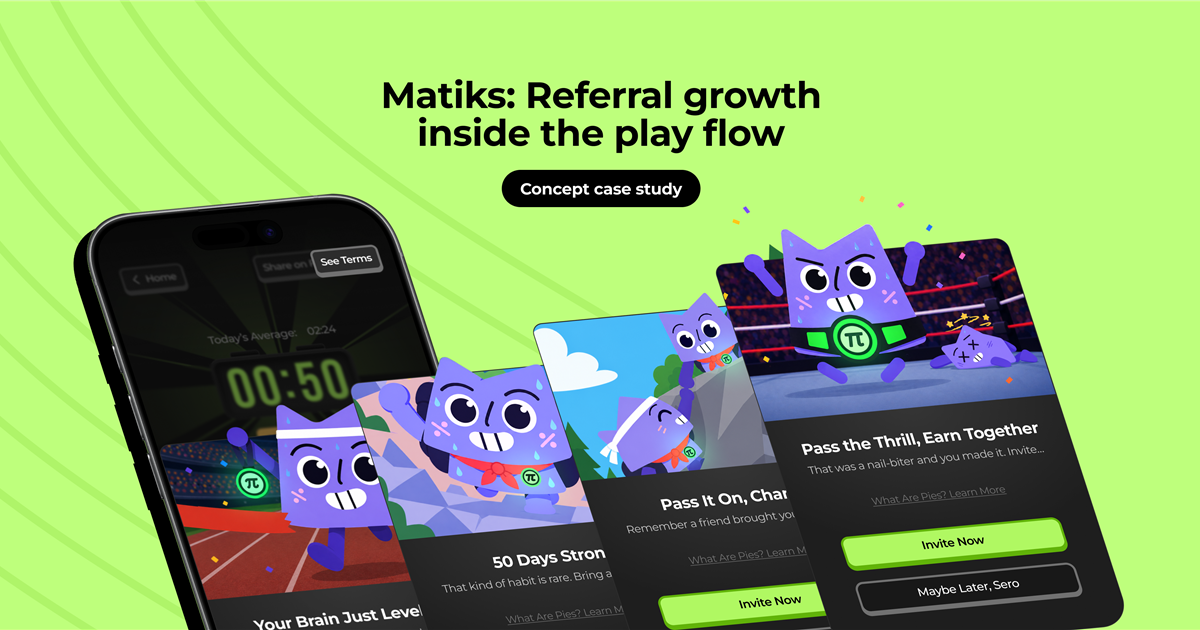 Matiks: Referral growth
inside the play flow
Concept case study
Home
Share on
See Terms
Today's Average: 02:24
00:50
Your Brain Just Leve
50 Days Stron
That kind of habit is rare. Bring a
What Are Pies? Learn M
Pass It On, Char
Remember a friend brought you
What Are Pies? Learn M
Invite Now
π
π
π
π
π
Pass the Thrill, Earn Together
That was a nail-biter and you made it. Invite...
What Are Pies? Learn More
Invite Now
Maybe Later, Sero